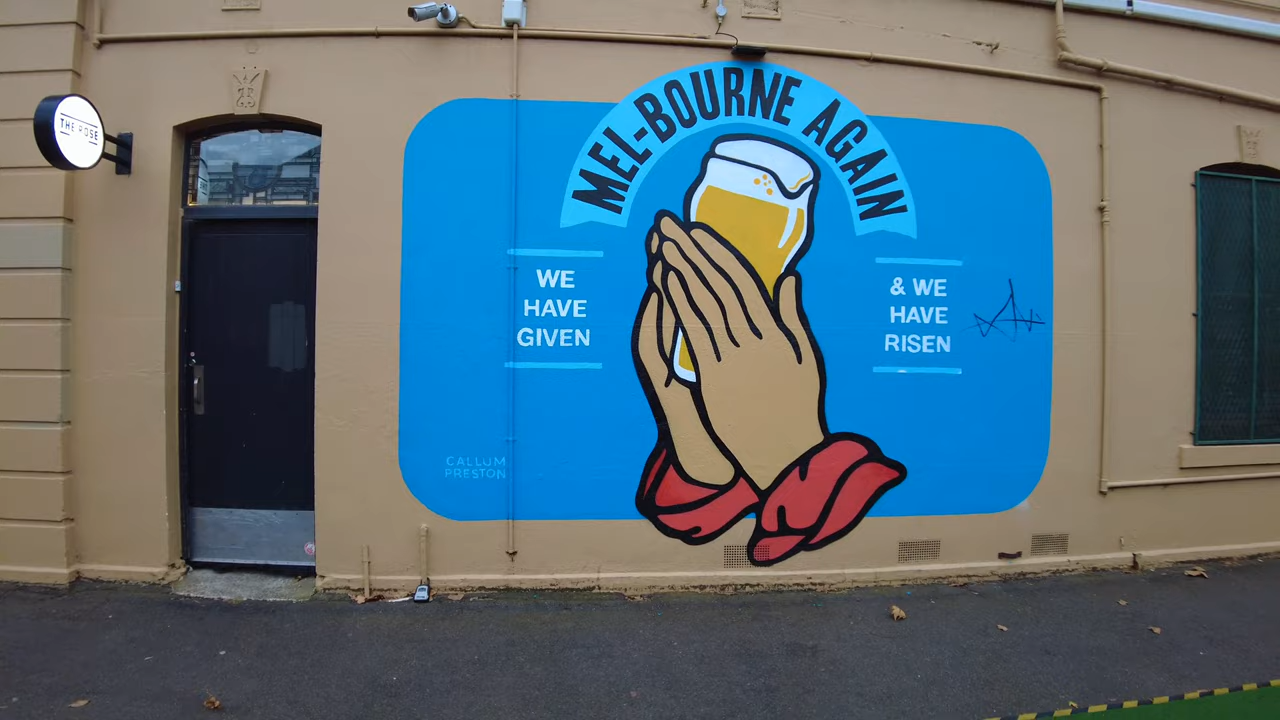 THE ROSE
MEL-BOURNE AGAIN
WE
HAVE
GIVEN
& WE
HAVE
RISEN
CALLUM
PRESTON